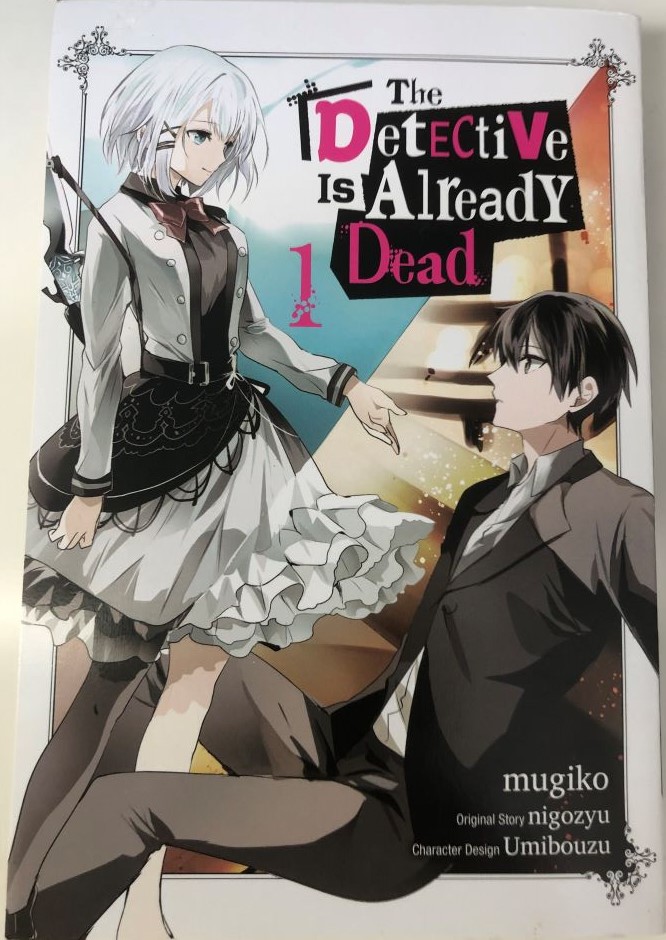 The
Detective
Is Already
Dead
1
mugiko
Original Story nigozyu
Character Design Umibouzu